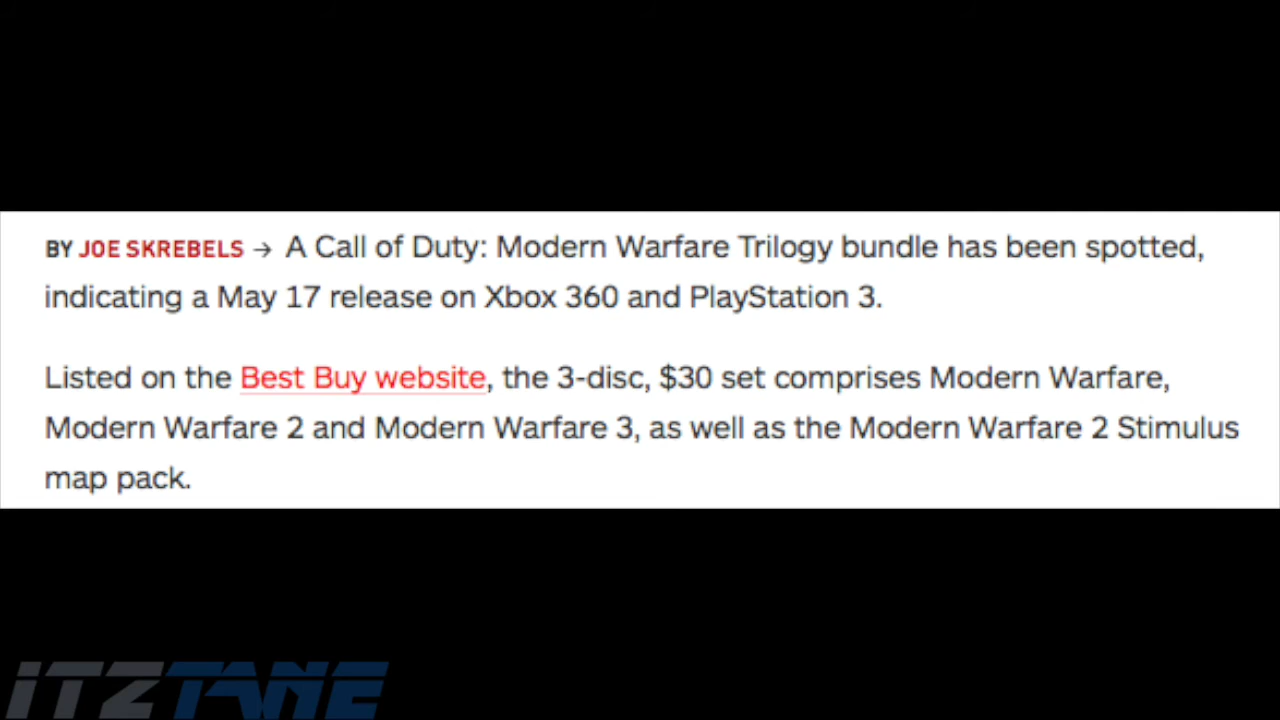 BY JOE SKREBELS → A Call of Duty: Modern Warfare Trilogy bundle has been spotted,
indicating a May 17 release on Xbox 360 and PlayStation 3.
Listed on the Best Buy website, the 3-disc, $30 set comprises Modern Warfare,
Modern Warfare 2 and Modern Warfare 3, as well as the Modern Warfare 2 Stimulus
map pack.
ITZTANE